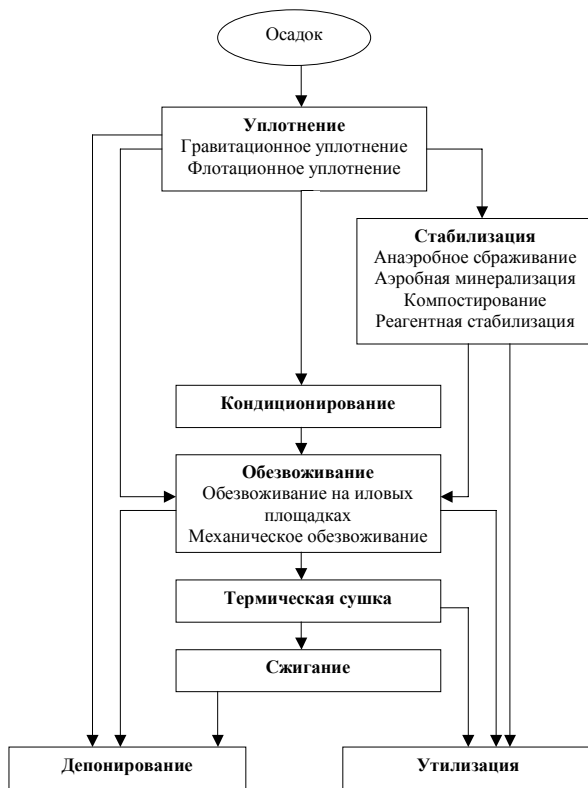 Осадок
Уплотнение
Гравитационное уплотнение
Флотационное уплотнение
Стабилизация
Анаэробное сбраживание
Аэробная минерализация
Компостирование
Реагентная стабилизация
Кондиционирование
Обезвоживание
Обезвоживание на иловых
площадках
Механическое обезвоживание
Термическая сушка
Сжигание
Депонирование
Утилизация